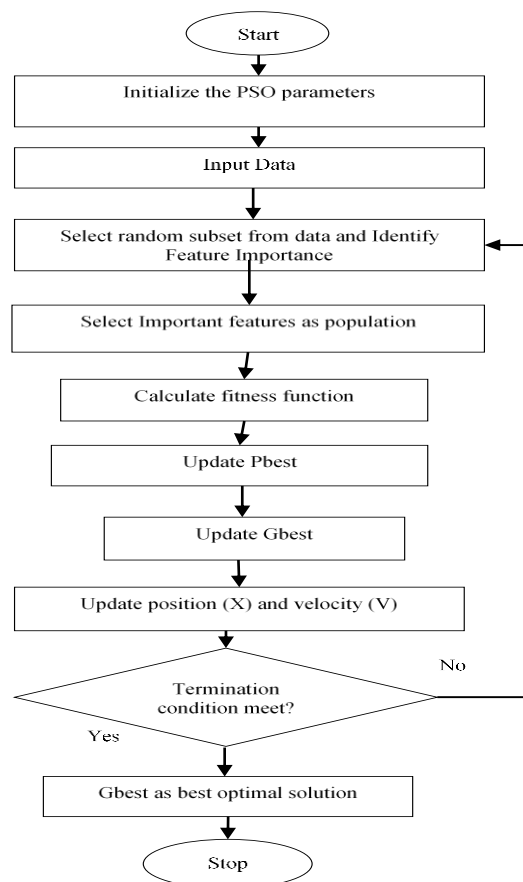 Start
Initialize the PSO parameters
Input Data
Select random subset from data and Identify
Feature Importance
Select Important features as population
Calculate fitness function
Update Pbest
Update Gbest
Update position (X) and velocity (V)
No
Termination
condition meet?
Yes
Gbest as best optimal solution
Stop